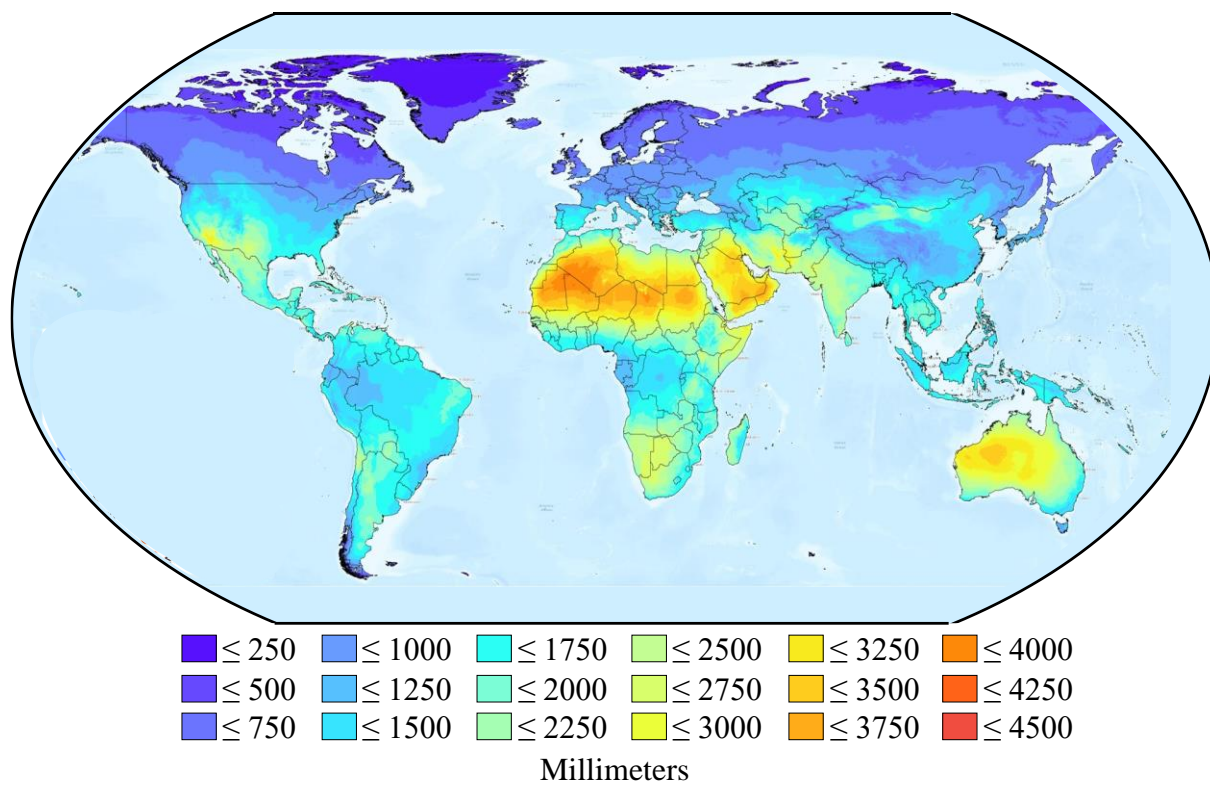 ≤ 250 ≤ 1000 ≤ 1750 ≤ 2500 ≤ 3250 ≤ 4000
≤ 500 ≤ 1250 ≤ 2000 ≤ 2750 ≤ 3500 ≤ 4250
≤ 750 ≤ 1500 ≤ 2250 ≤ 3000 ≤ 3750 ≤ 4500
Millimeters